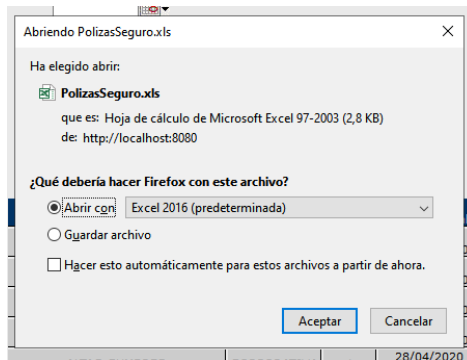 Abriendo PolizasSeguro.xls
Ha elegido abrir:
PolizasSeguro.xls
que es: Hoja de cálculo de Microsoft Excel 97-2003 (2,8 KB)
de: http://localhost:8080
¿Qué debería hacer Firefox con este archivo?
Abrir con Excel 2016 (predeterminada)
Guardar archivo
Hacer esto automáticamente para estos archivos a partir de ahora.
Aceptar Cancelar
28/04/2020